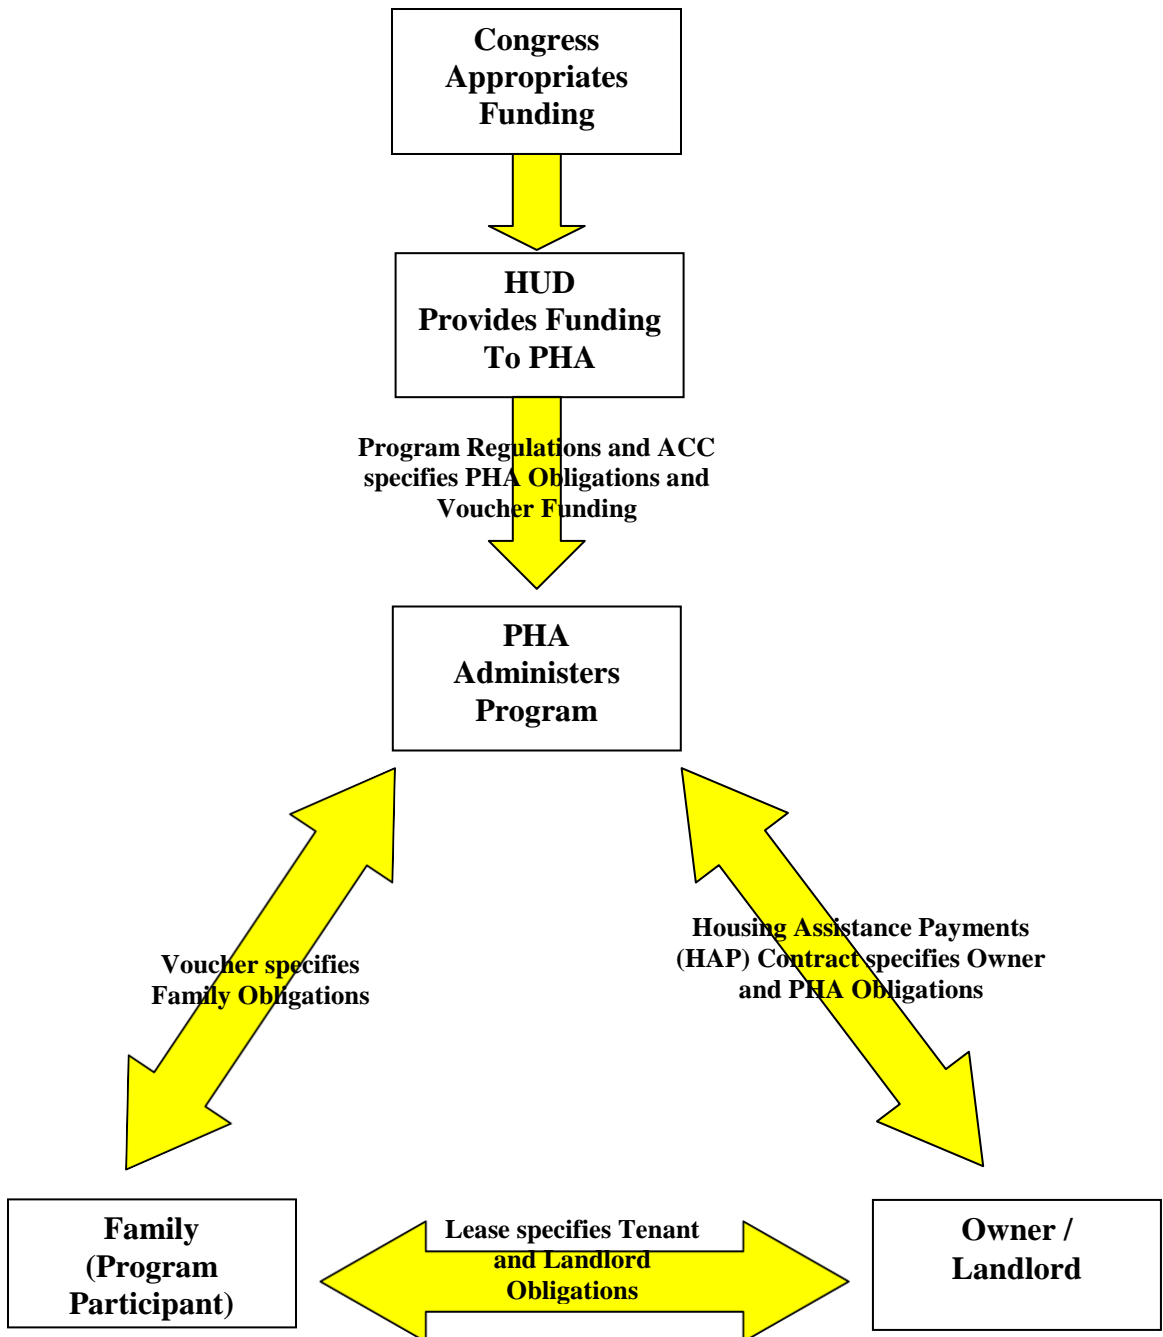 Congress
Appropriates
Funding
HUD
Provides Funding
To PHA
Program Regulations and ACC
specifies PHA Obligations and
Voucher Funding
PHA
Administers
Program
Voucher specifies
Family Obligations
Housing Assistance Payments
(HAP) Contract specifies Owner
and PHA Obligations
Family
(Program
Participant)
Lease specifies Tenant
and Landlord
Obligations
Owner /
Landlord